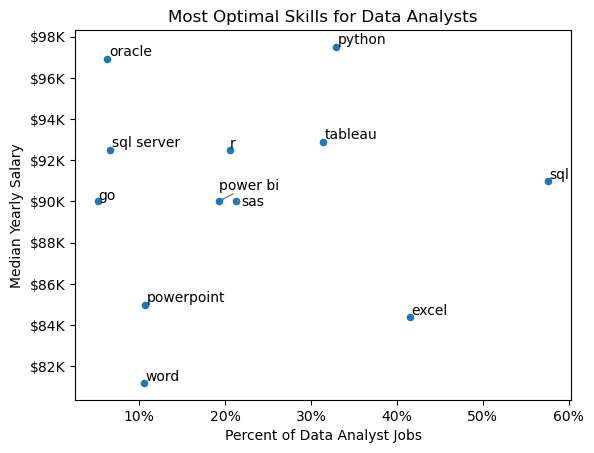 Most Optimal Skills for Data Analysts
$98K
$96K
$94K
$92K
$90K
$88K
$86K
$84K
$82K
Median Yearly Salary
oracle
python
sql server
r
tableau
sql
go
power bi
sas
powerpoint
excel
word
10%
20%
30%
40%
50%
60%
Percent of Data Analyst Jobs